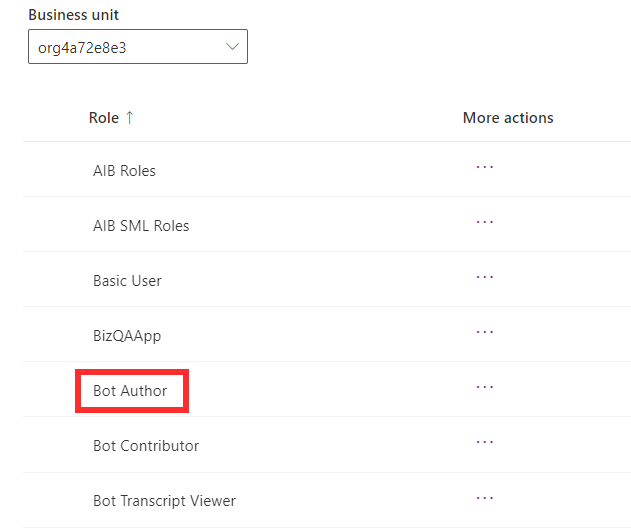 Business unit
org4a72e8e3
Role ↑ More actions
AIB Roles ...
AIB SML Roles ...
Basic User ...
BizQAApp ...
Bot Author ...
Bot Contributor ...
Bot Transcript Viewer ...